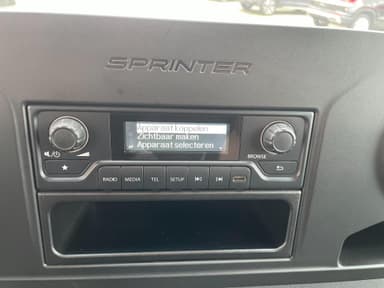 SPRINTER
Apparaat koppelen
Zichtbaar maken
Apparaat selecteren
BROWSE
RADIO MEDIA TEL SETUP